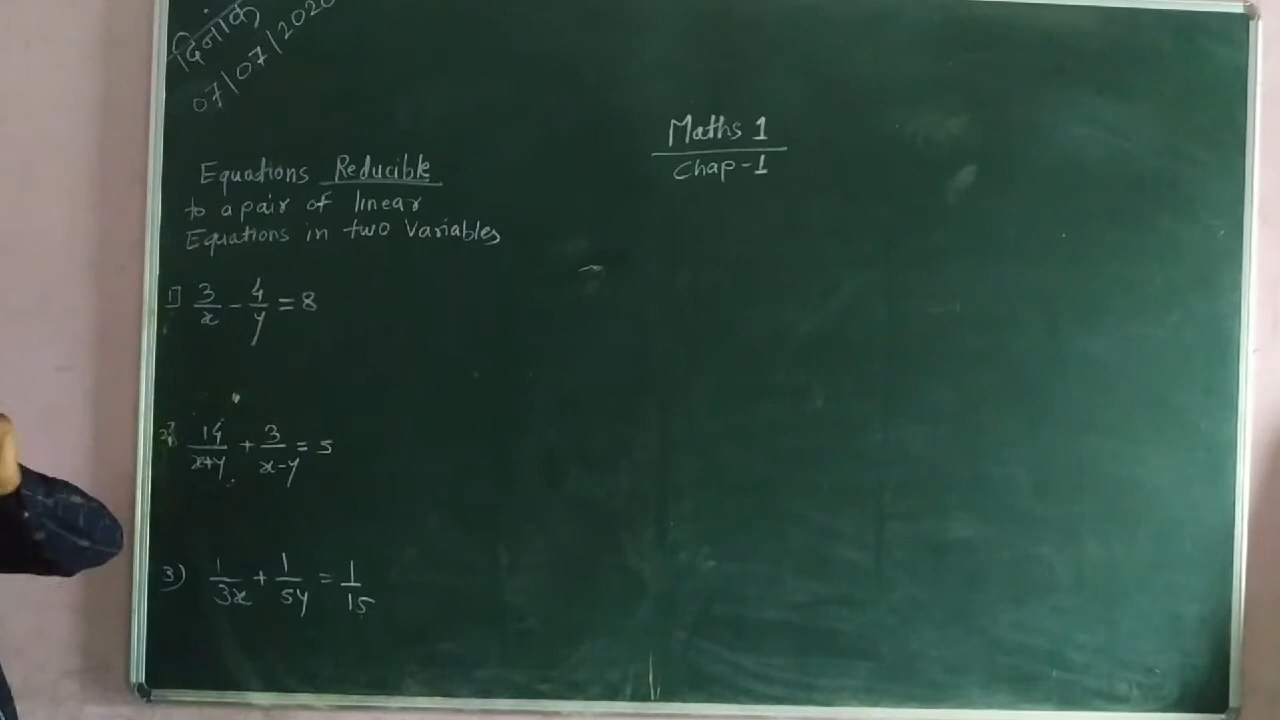 दिनांक
07/07/2020
Maths 1
Chap-1
Equations Reducible
to a pair of linear
Equations in two Variables
1] 3/x - 4/y = 8
2] 14/x+y + 3/x-y = 5
3) 1/3x + 1/5y = 1/15